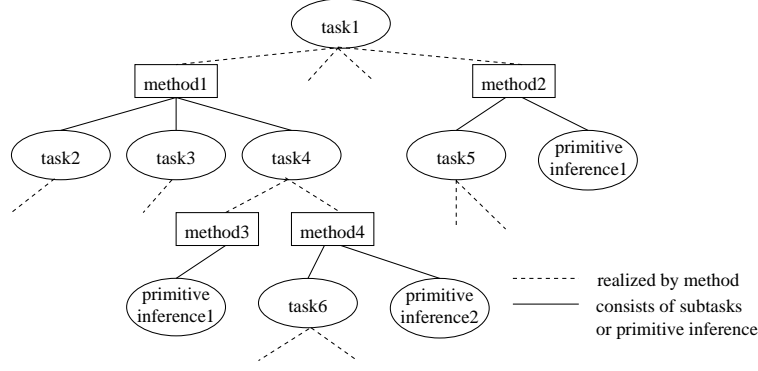 task1
method1
method2
task2
task3
task4
task5
primitive
inference1
method3
method4
primitive
inference1
task6
primitive
inference2
realized by method
consists of subtasks
or primitive inference